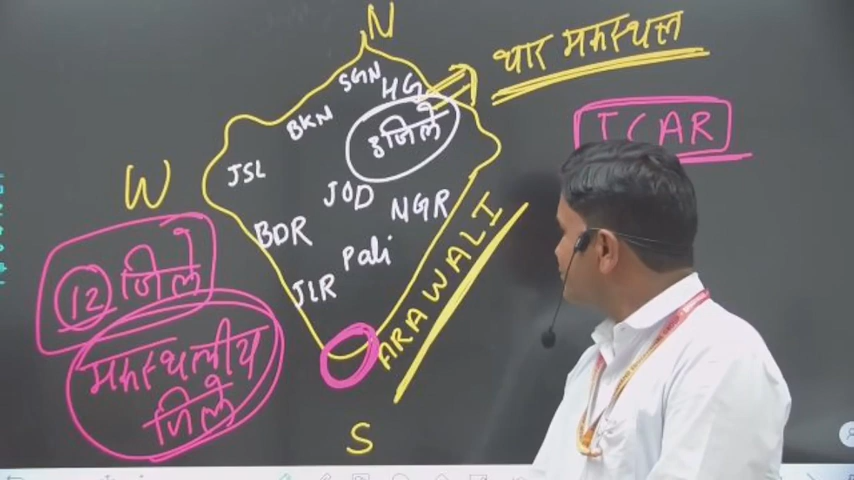 N
थार मरुस्थल
SGN
HG
ICAR
BKN
3 जिले
JSL
W
JOD
NGR
BDR
ARAWALI
Pali
12 जिले
JLR
मरुस्थलीय
जिले
S